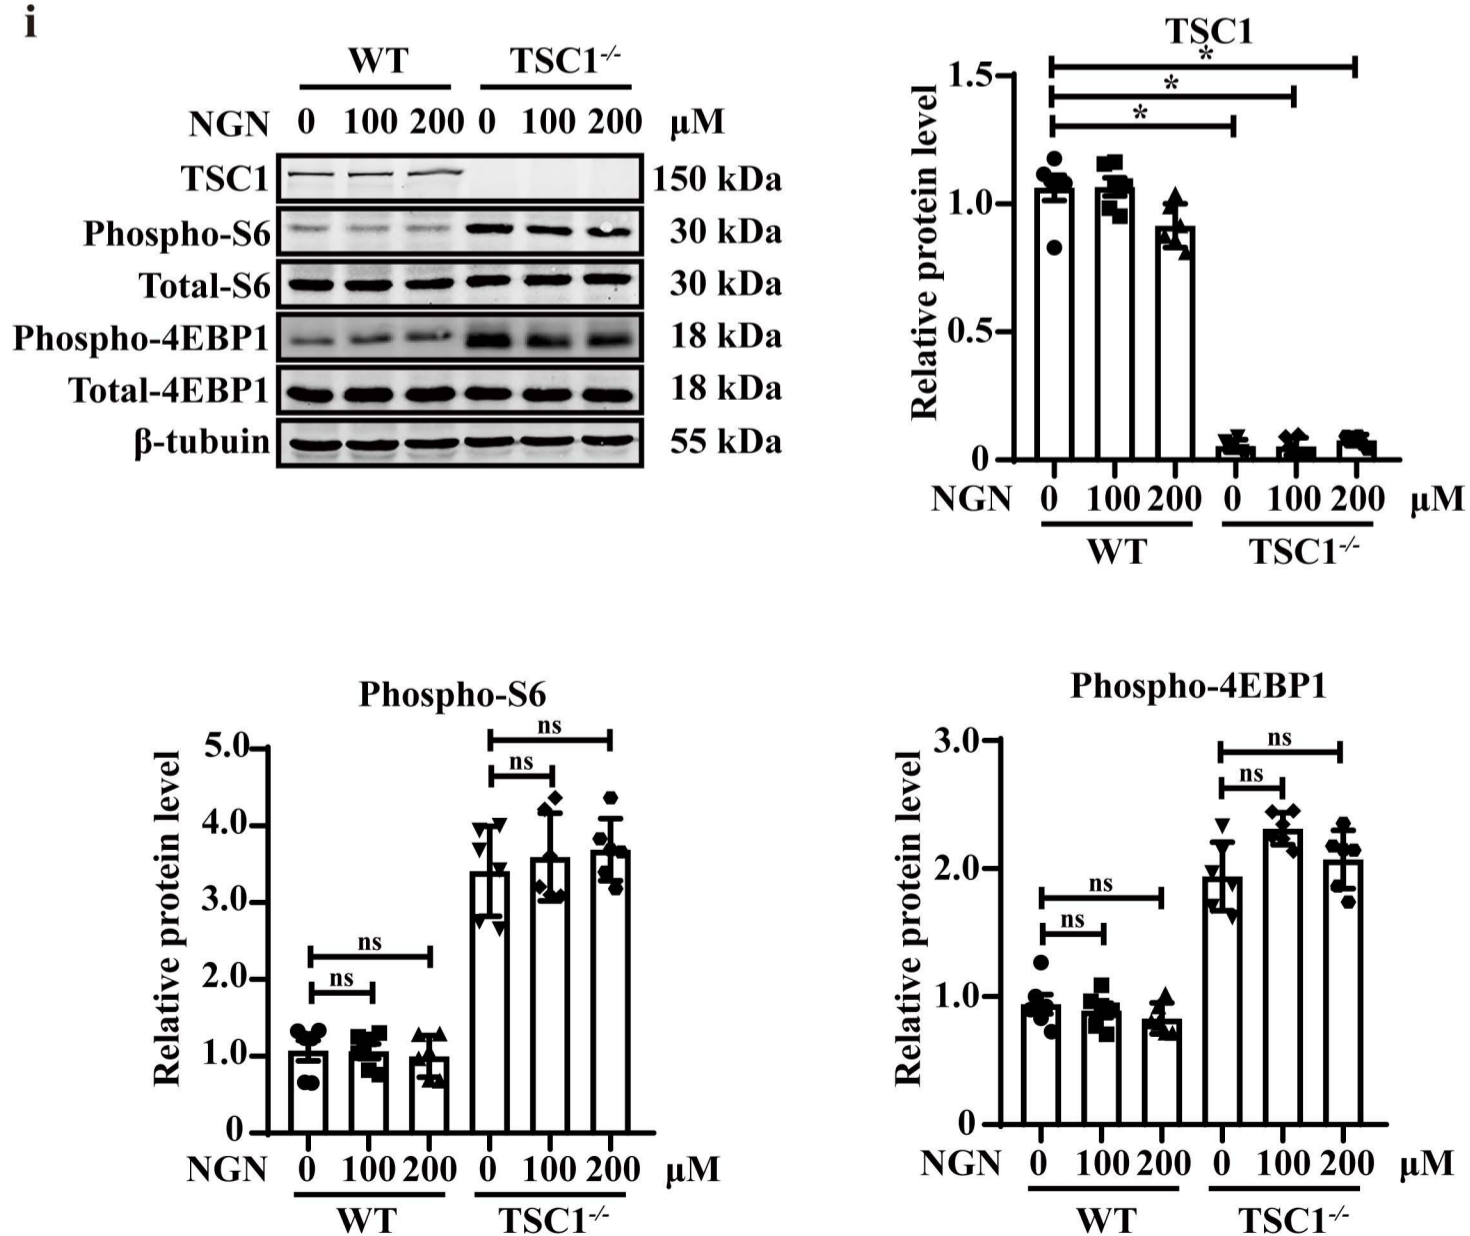 i
WT TSC1-/-
NGN 0 100 200 0 100 200 μM
TSC1 150 kDa
Phospho-S6 30 kDa
Total-S6 30 kDa
Phospho-4EBP1 18 kDa
Total-4EBP1 18 kDa
β-tubuin 55 kDa
TSC1
*
*
*
Relative protein level
1.5
1.0
0.5
0
NGN 0 100 200 0 100 200 μM
WT TSC1-/-
Phospho-S6
ns
ns
ns
ns
Relative protein level
5.0
4.0
3.0
2.0
1.0
0
NGN 0 100 200 0 100 200 μM
WT TSC1-/-
Phospho-4EBP1
ns
ns
ns
ns
Relative protein level
3.0
2.0
1.0
0
NGN 0 100 200 0 100 200 μM
WT TSC1-/-